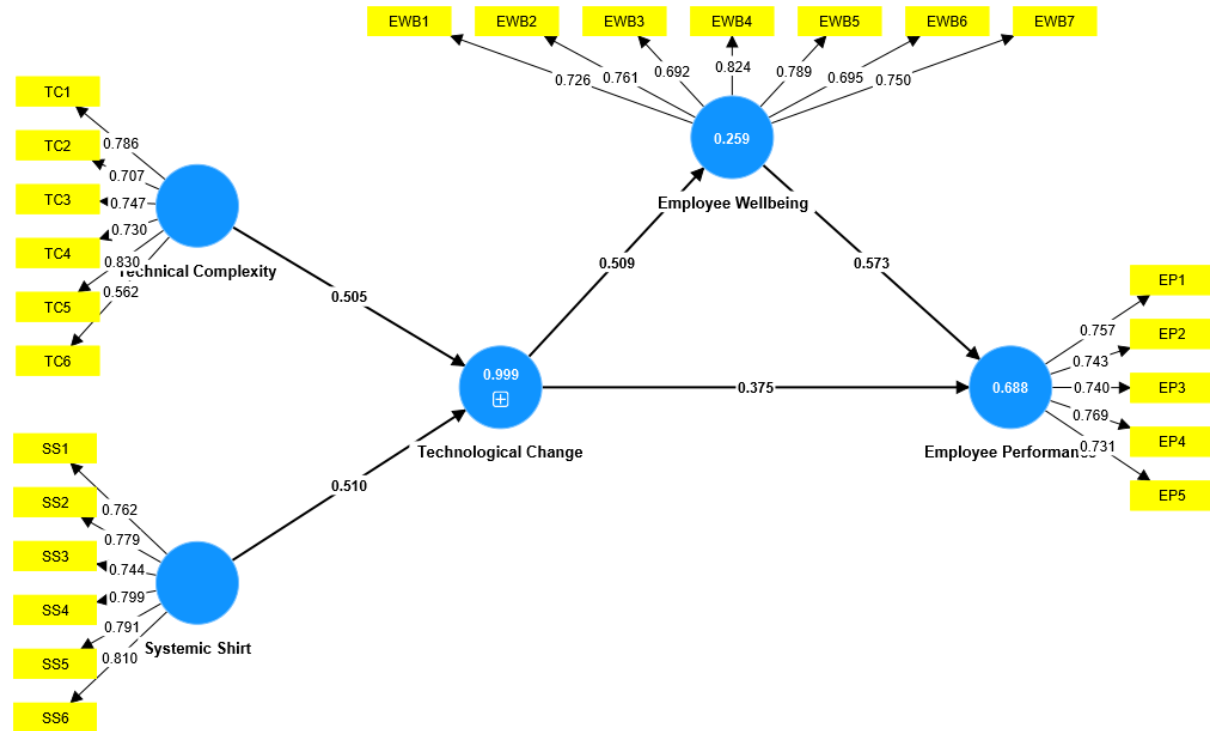 EWB1 EWB2 EWB3 EWB4 EWB5 EWB6 EWB7
0.726 0.761 0.692 0.824 0.789 0.695 0.750
0.259
Employee Wellbeing
TC1
TC2
TC3
TC4
TC5
TC6
0.786
0.707
0.747
0.730
0.830
0.562
Technical Complexity
0.505
0.509
0.573
0.999
Technological Change
0.375
0.510
0.688
Employee Performance
EP1
EP2
EP3
EP4
EP5
0.757
0.743
0.740
0.769
0.731
SS1
SS2
SS3
SS4
SS5
SS6
0.762
0.779
0.744
0.799
0.791
0.810
Systemic Shirt